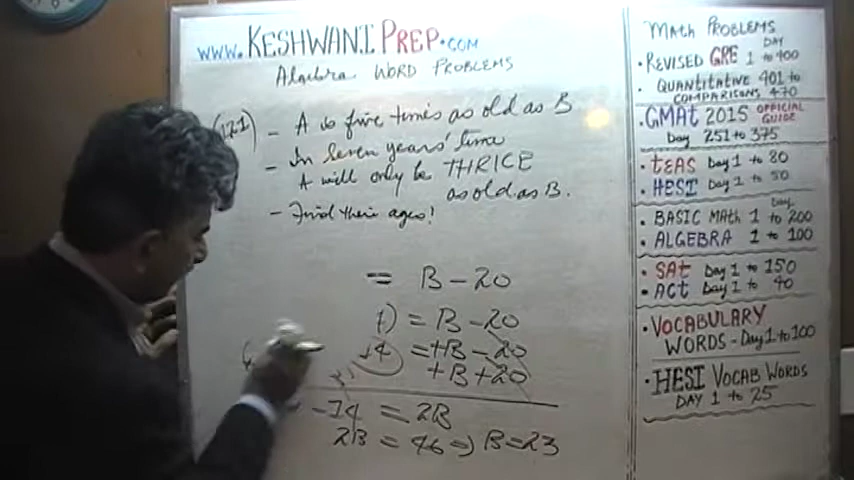 www.KESHWANIPREP.com
Algebra WORD PROBLEMS
(121) - A is five times as old as B
- In Seven years' time
A will only be THRICE
as old as B.
- Find their ages!
= B - 20
) = B - 20
+4 = +B - 20
+B + 20
-14 = 2B
2B = 46 => B = 23
MATH PROBLEMS
DAY
• REVISED GRE 1 to 400
• QUANTITATIVE 401 to
COMPARISONS 470
• GMAT 2015 OFFICIAL GUIDE
Day 251 to 375
• TEAS Day 1 to 80
• HESI Day 1 to 50
Day
• BASIC MATH 1 to 200
• ALGEBRA 1 to 100
• SAT Day 1 to 150
• ACT Day 1 to 40
• VOCABULARY
WORDS - Day 1 to 100
• HESI VOCAB WORDS
DAY 1 to 25